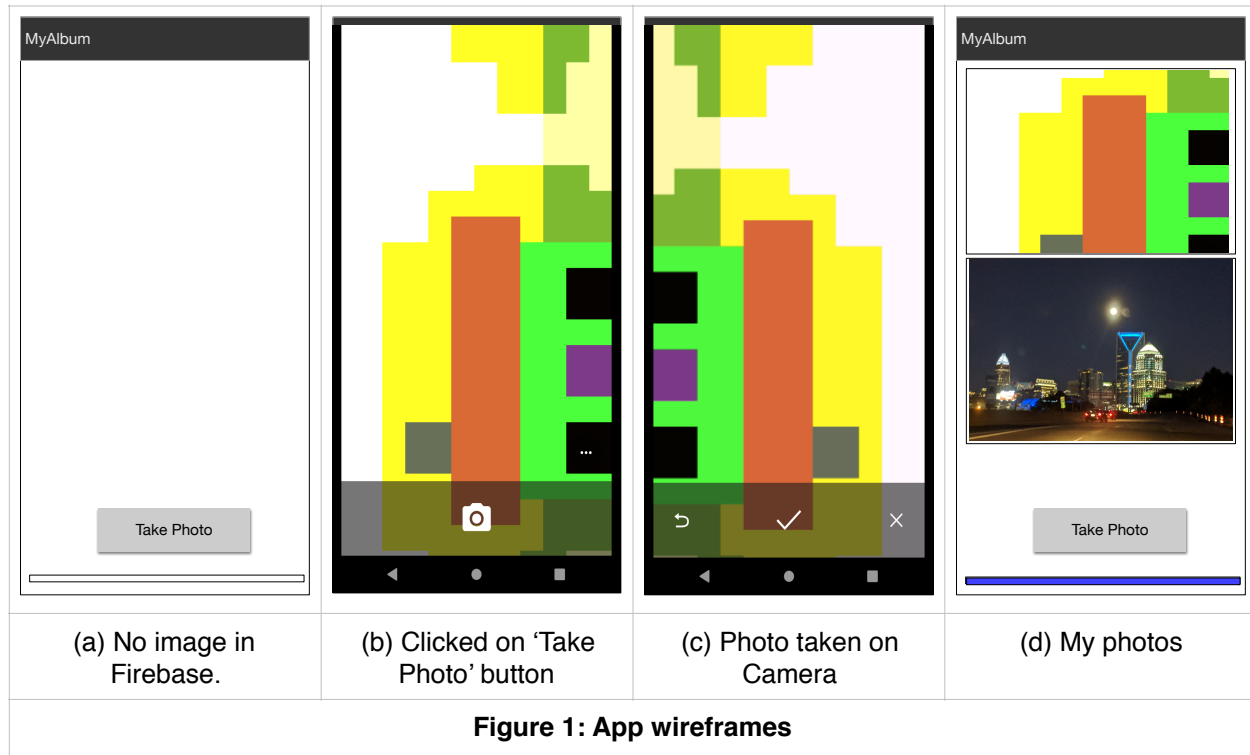 MyAlbum
Take Photo
...
MyAlbum
Take Photo
(a) No image in
Firebase.
(b) Clicked on ‘Take
Photo’ button
(c) Photo taken on
Camera
(d) My photos
Figure 1: App wireframes